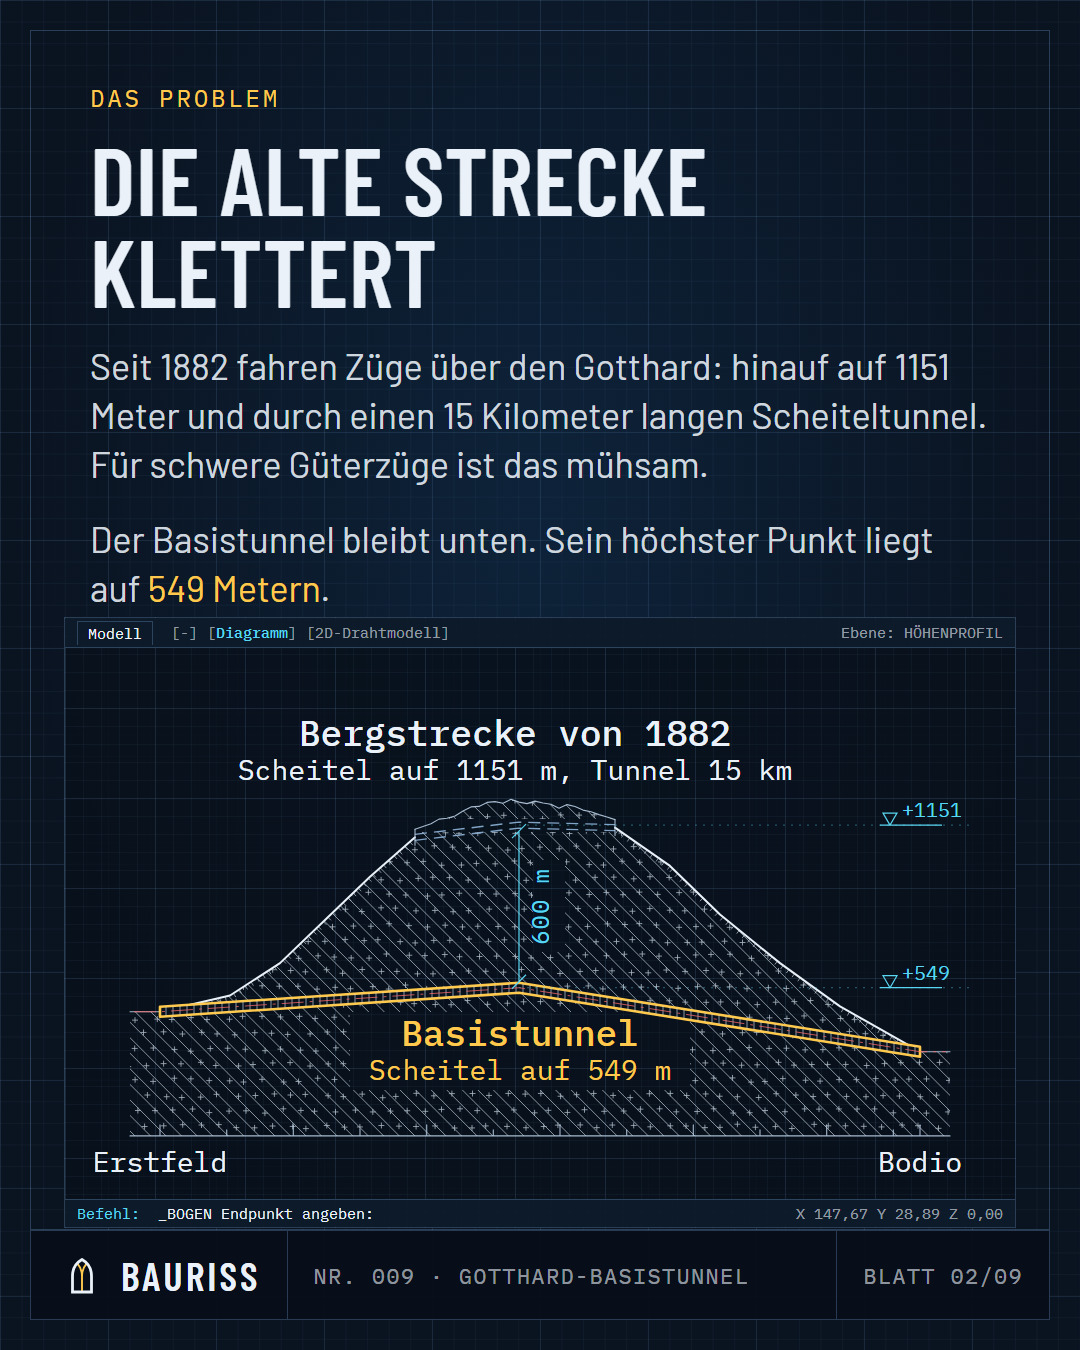 DAS PROBLEM
DIE ALTE STRECKE
KLETTERT
Seit 1882 fahren Züge über den Gotthard: hinauf auf 1151
Meter und durch einen 15 Kilometer langen Scheiteltunnel.
Für schwere Güterzüge ist das mühsam.
Der Basistunnel bleibt unten. Sein höchster Punkt liegt
auf 549 Metern.
Modell [-] [Diagramm] [2D-Drahtmodell] Ebene: HÖHENPROFIL
Bergstrecke von 1882
Scheitel auf 1151 m, Tunnel 15 km
+1151
600 m
+549
Basistunnel
Scheitel auf 549 m
Erstfeld Bodio
Befehl: _BOGEN Endpunkt angeben: X 147,67 Y 28,89 Z 0,00
BAURISS NR. 009 · GOTTHARD-BASISTUNNEL BLATT 02/09